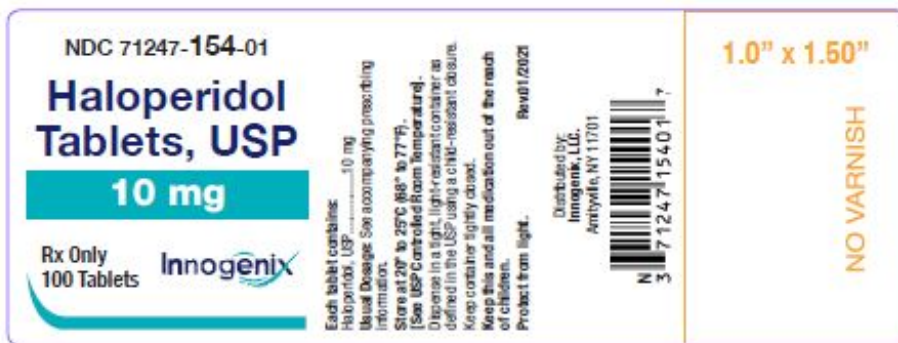 NDC 71247-154-01
Haloperidol
Tablets, USP
10 mg
Rx Only
100 Tablets
Innogenix
Each tablet contains:
Haloperidol, USP ..............10 mg
Usual Dosage: See accompanying prescribing
information.
Store at 20° to 25°C (68° to 77°F).
[See USP Controlled Room Temperature].
Dispense in a tight, light-resistant container as
defined in the USP using a child-resistant closure.
Keep container tightly closed.
Keep this and all medication out of the reach
of children.
Protect from light. Rev.01/2021
Distributed by:
Innogenix, LLC.
Amityville, NY 11701
N
3 71247 15401 7
1.0” x 1.50”
NO VARNISH